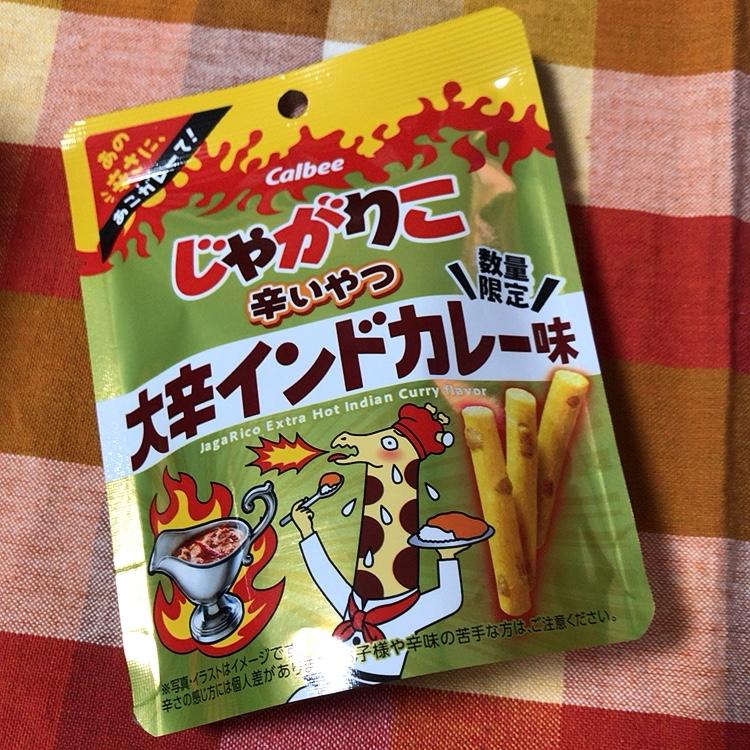 あの
辛さに、
あこがレて!
Calbee
じゃがりこ
辛いやつ
数量
限定
大辛インドカレー味
JagaRico Extra Hot Indian Curry flavor
※写真・イラストはイメージです
子様や辛味の苦手な方は、ご注意ください。
辛さの感じ方には個人差があり